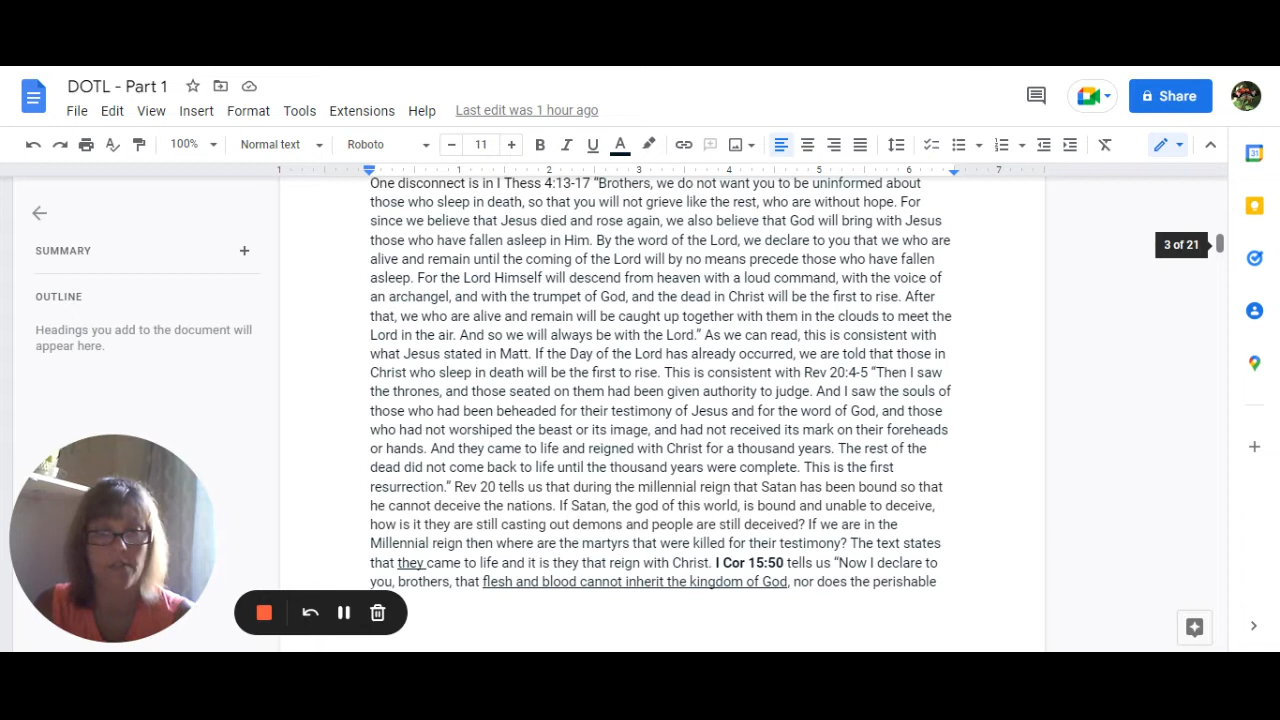 DOTL - Part 1
File Edit View Insert Format Tools Extensions Help Last edit was 1 hour ago
Share
100% Normal text Roboto 11
1 1 2 3 4 5 6 7
31
SUMMARY
OUTLINE
Headings you add to the document will
appear here.
3 of 21
One disconnect is in I Thess 4:13-17 “Brothers, we do not want you to be uninformed about
those who sleep in death, so that you will not grieve like the rest, who are without hope. For
since we believe that Jesus died and rose again, we also believe that God will bring with Jesus
those who have fallen asleep in Him. By the word of the Lord, we declare to you that we who are
alive and remain until the coming of the Lord will by no means precede those who have fallen
asleep. For the Lord Himself will descend from heaven with a loud command, with the voice of
an archangel, and with the trumpet of God, and the dead in Christ will be the first to rise. After
that, we who are alive and remain will be caught up together with them in the clouds to meet the
Lord in the air. And so we will always be with the Lord.” As we can read, this is consistent with
what Jesus stated in Matt. If the Day of the Lord has already occurred, we are told that those in
Christ who sleep in death will be the first to rise. This is consistent with Rev 20:4-5 “Then I saw
the thrones, and those seated on them had been given authority to judge. And I saw the souls of
those who had been beheaded for their testimony of Jesus and for the word of God, and those
who had not worshiped the beast or its image, and had not received its mark on their foreheads
or hands. And they came to life and reigned with Christ for a thousand years. The rest of the
dead did not come back to life until the thousand years were complete. This is the first
resurrection.” Rev 20 tells us that during the millennial reign that Satan has been bound so that
he cannot deceive the nations. If Satan, the god of this world, is bound and unable to deceive,
how is it they are still casting out demons and people are still deceived? If we are in the
Millennial reign then where are the martyrs that were killed for their testimony? The text states
that they came to life and it is they that reign with Christ. I Cor 15:50 tells us “Now I declare to
you, brothers, that flesh and blood cannot inherit the kingdom of God, nor does the perishable